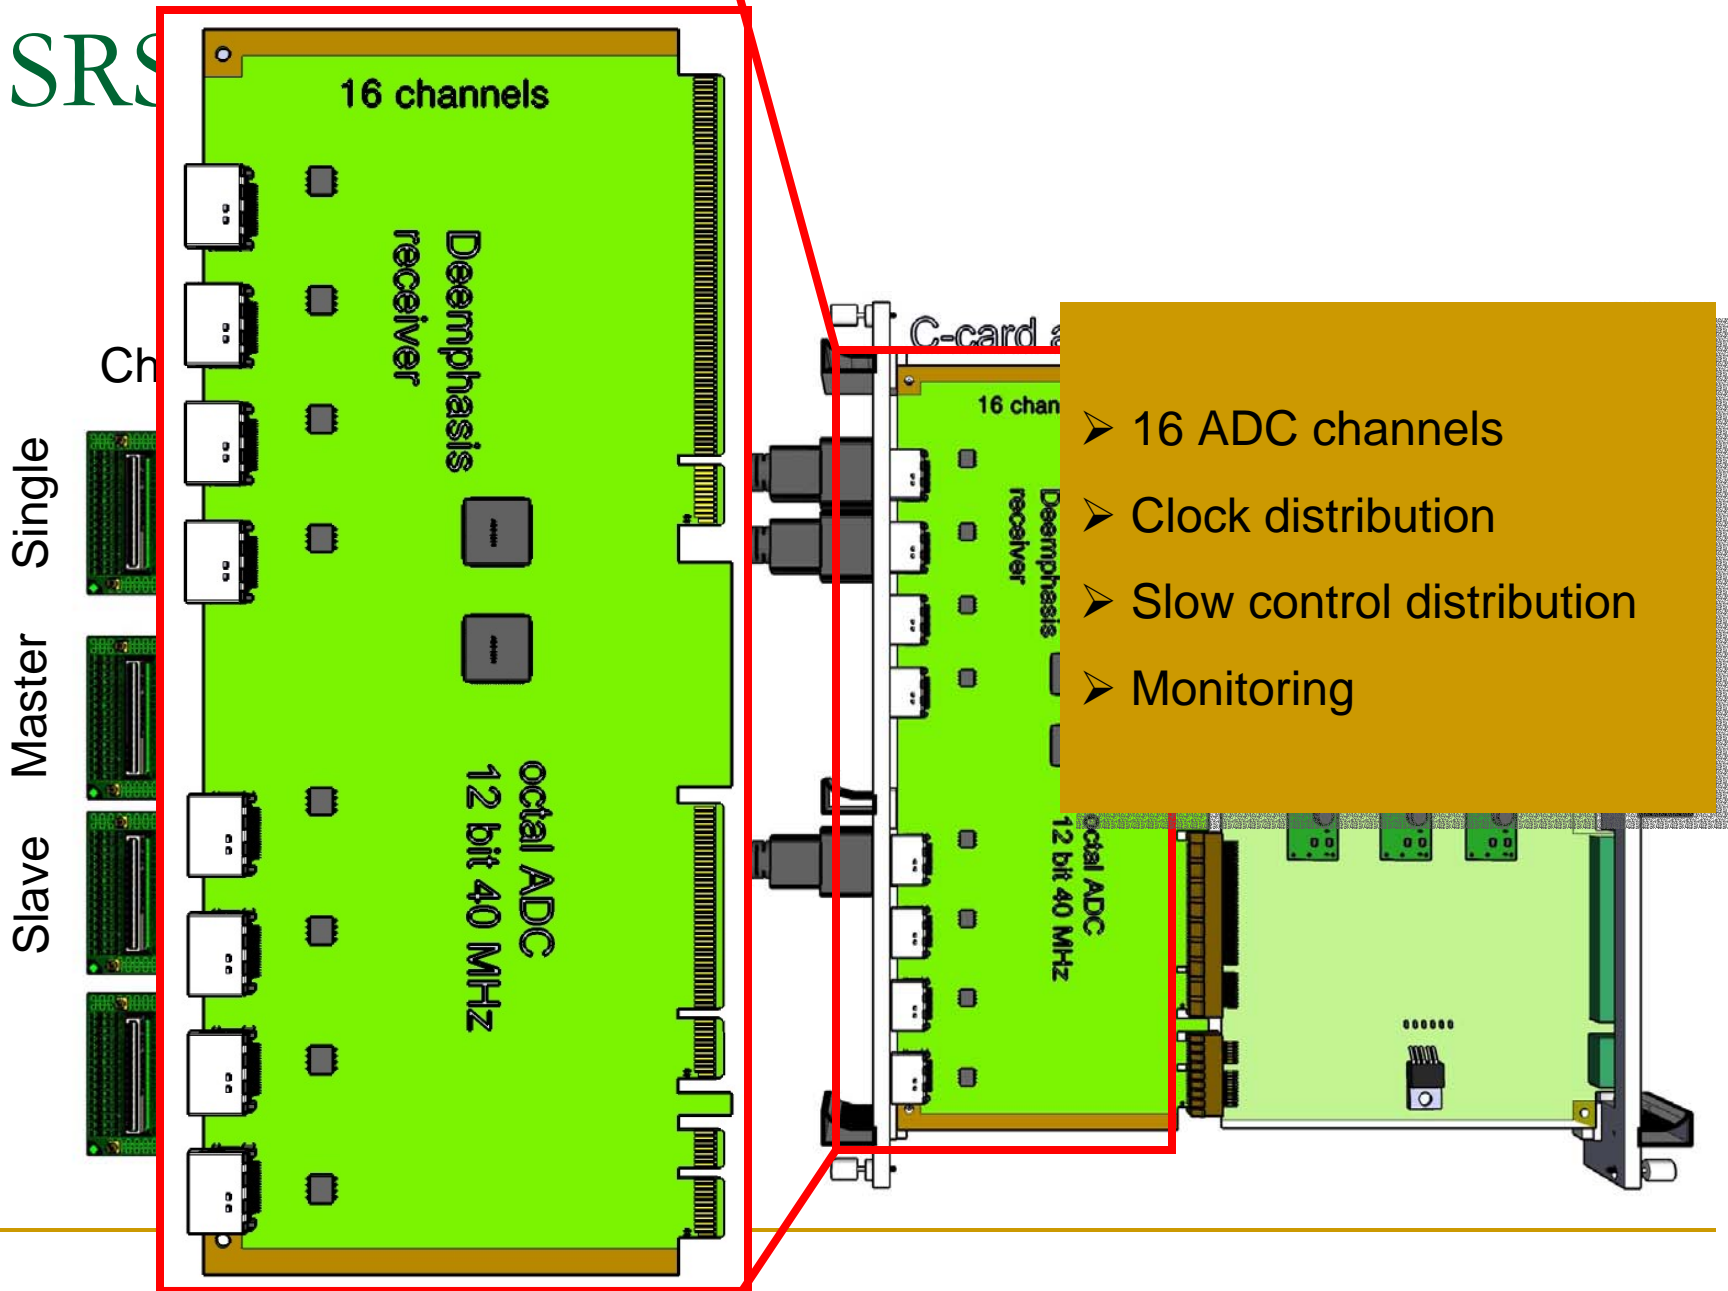 SRS
16 channels
Deemphasis
receiver
octal ADC
12 bit 40 MHz
Ch
Single
Master
Slave
C-card a
16 chan
Deemphasis
receiver
octal ADC
12 bit 40 MHz
➢ 16 ADC channels
➢ Clock distribution
➢ Slow control distribution
➢ Monitoring